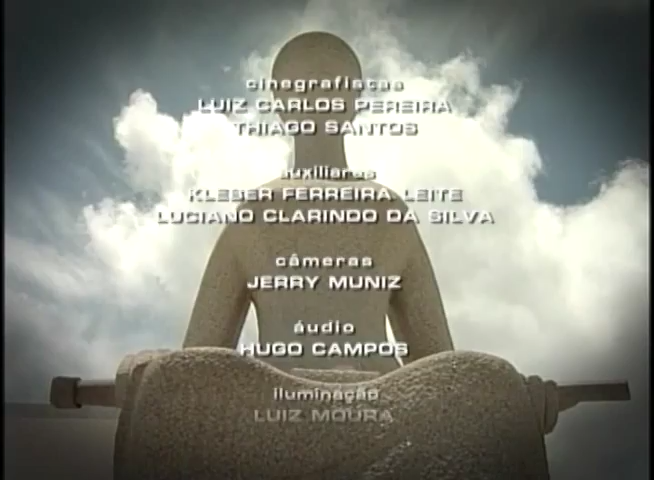 cinegrafistas
LUIZ CARLOS PEREIRA
THIAGO SANTOS
auxiliares
KLEBER FERREIRA LEITE
LUCIANO CLARINDO DA SILVA
câmeras
JERRY MUNIZ
áudio
HUGO CAMPOS
iluminação
LUIZ MOURA